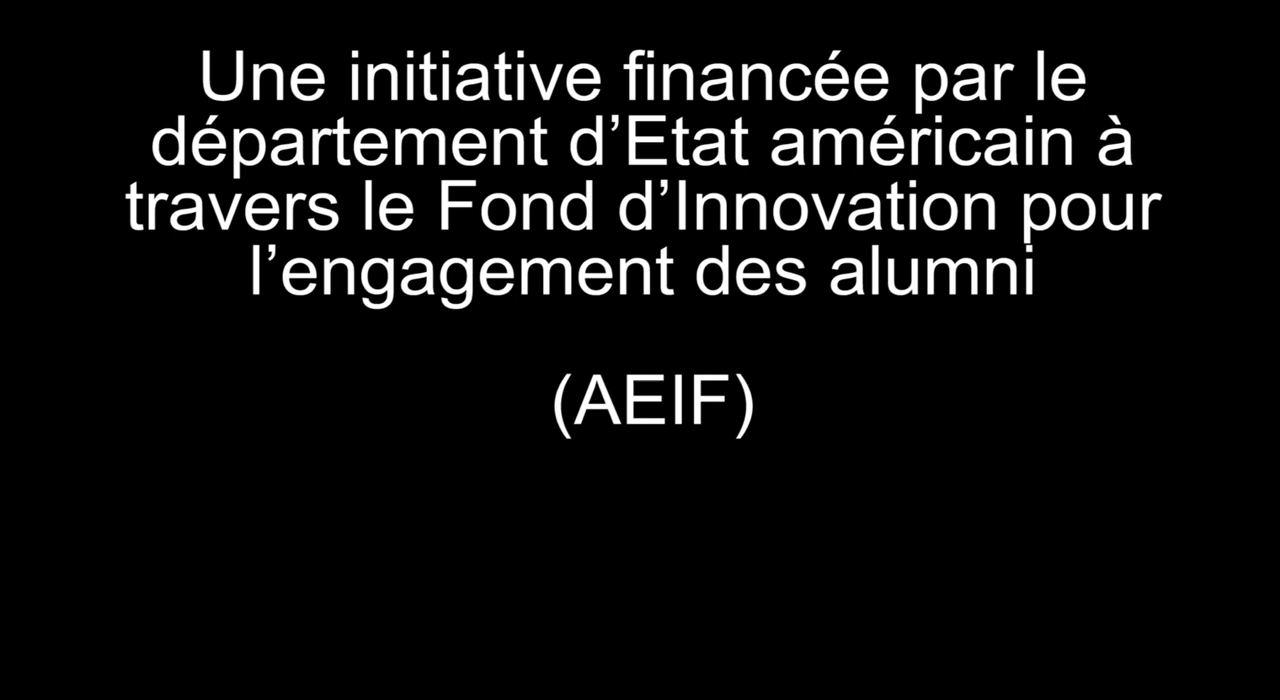 Une initiative financée par le
département d’Etat américain à
travers le Fond d’Innovation pour
l’engagement des alumni
(AEIF)